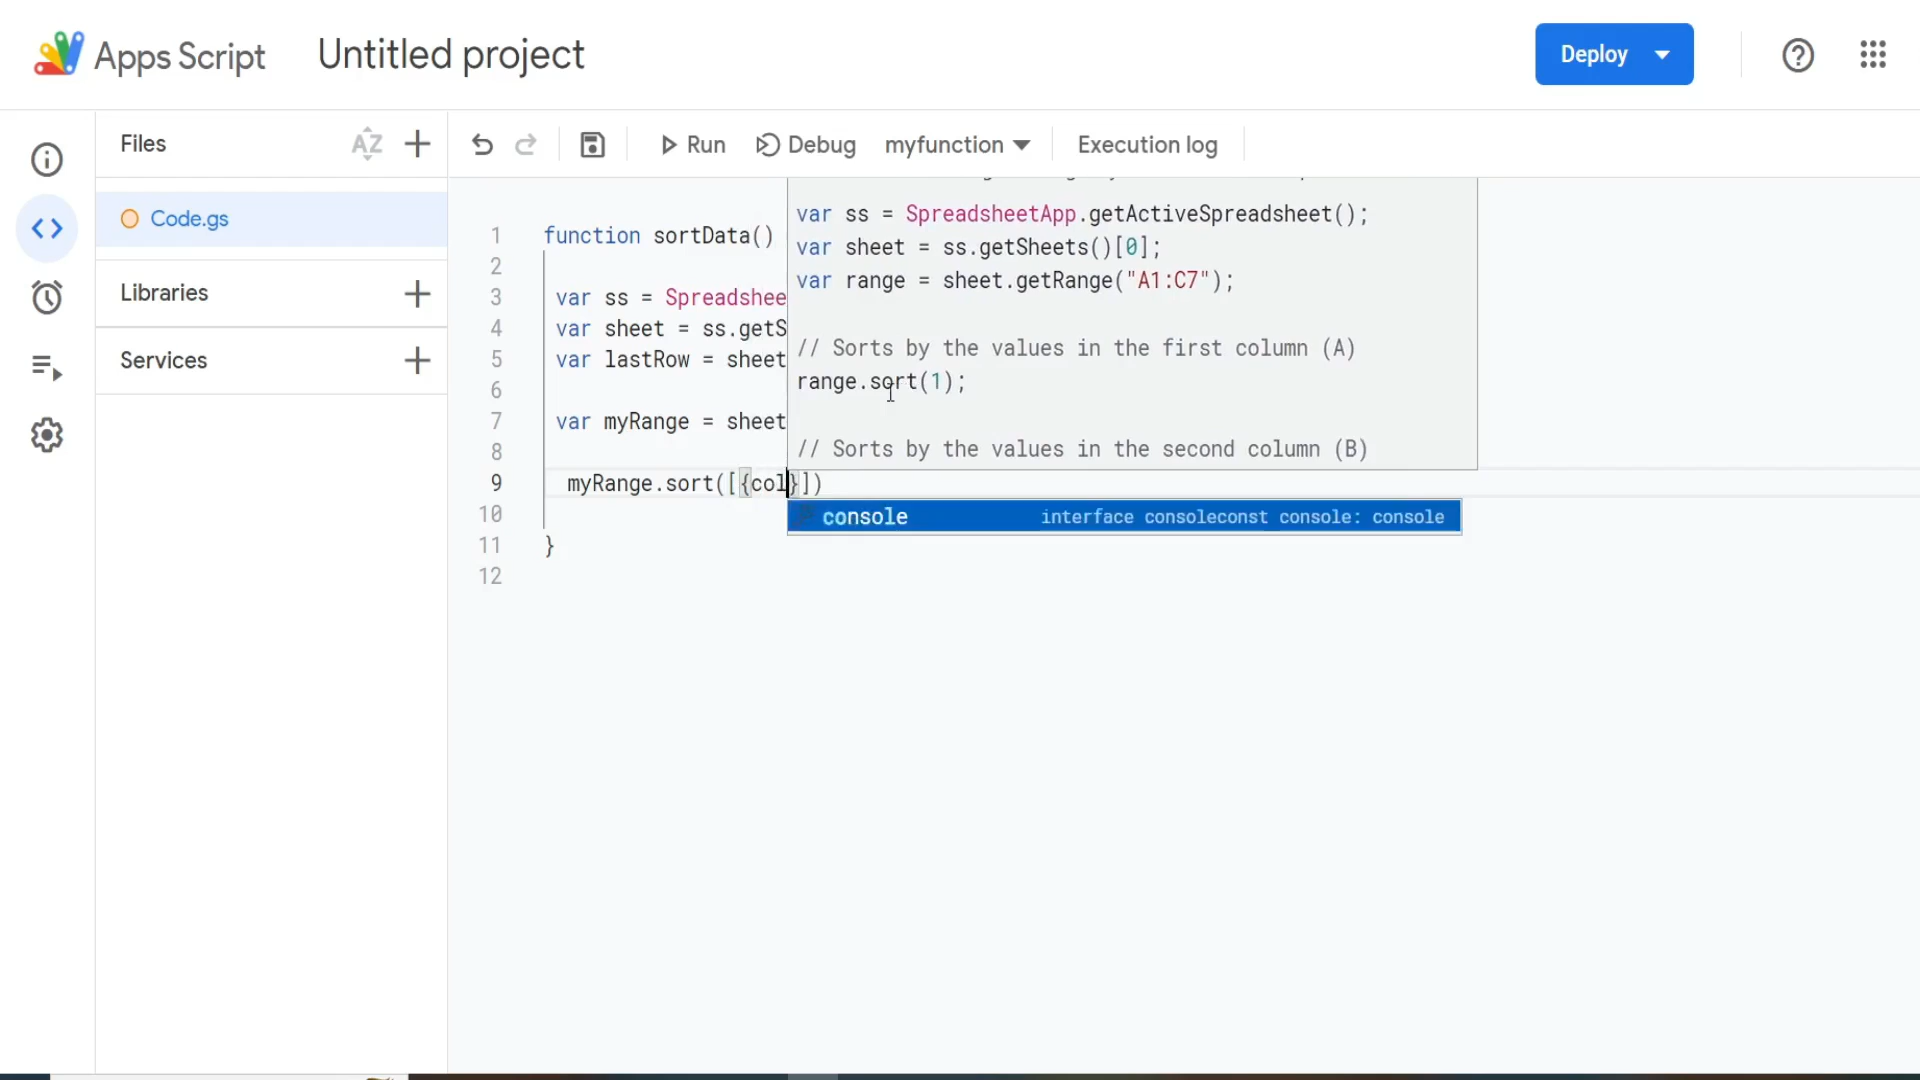 Apps Script
Untitled project
Deploy
Files
AZ
Run
Debug
myfunction
Execution log
Code.gs
Libraries
Services
1 function sortData()
2
3 var ss = Spreadshee
4 var sheet = ss.getS
5 var lastRow = sheet
6
7 var myRange = sheet
8
9 myRange.sort([{col}])
10
11 }
12
var ss = SpreadsheetApp.getActiveSpreadsheet();
var sheet = ss.getSheets()[0];
var range = sheet.getRange("A1:C7");
// Sorts by the values in the first column (A)
range.sort(1);
// Sorts by the values in the second column (B)
console interface consoleconst console: console